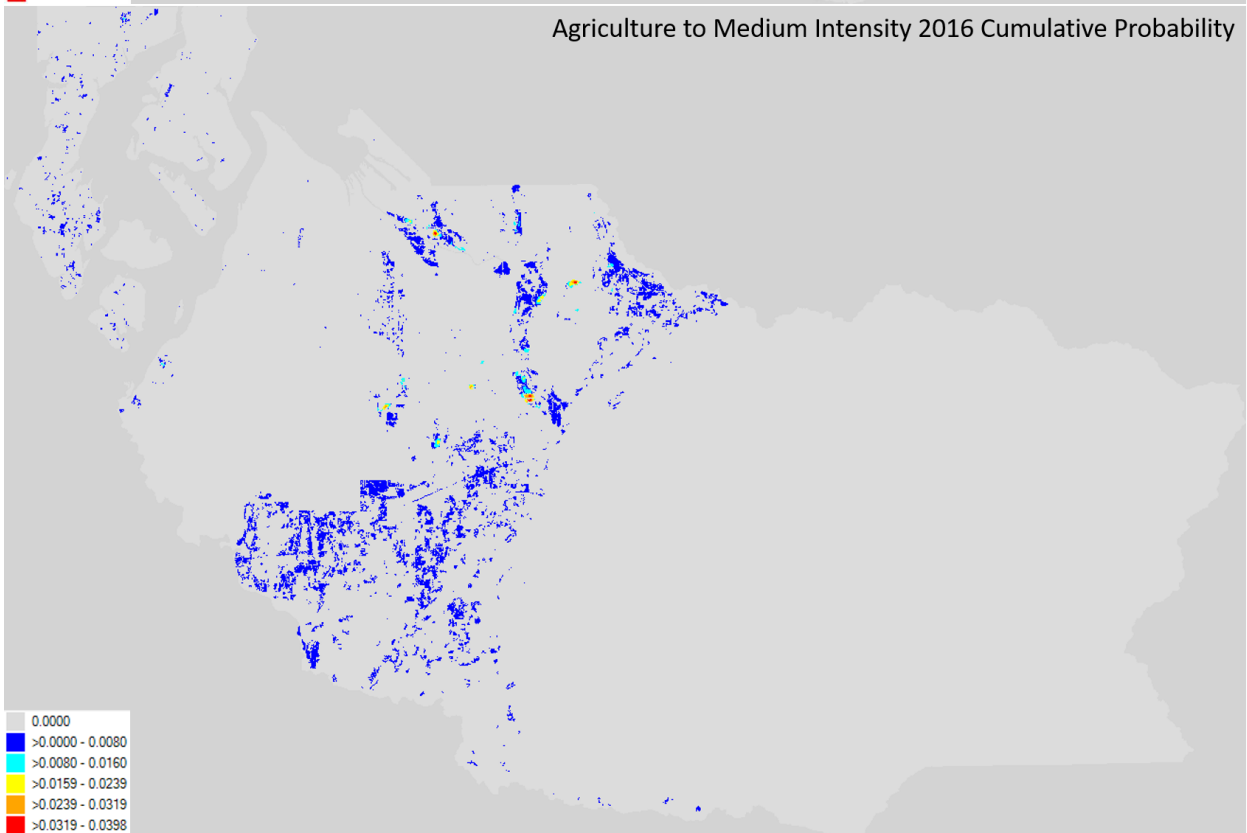 Agriculture to Medium Intensity 2016 Cumulative Probability
0.0000
>0.0000 - 0.0080
>0.0080 - 0.0160
>0.0159 - 0.0239
>0.0239 - 0.0319
>0.0319 - 0.0398